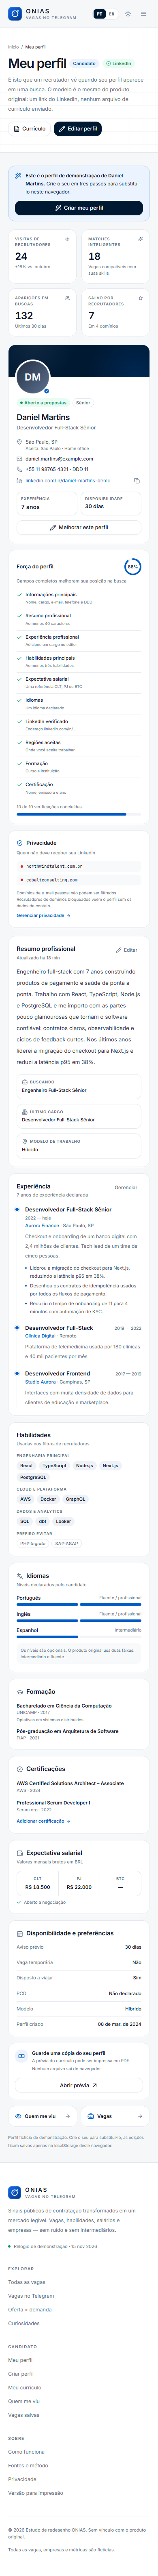 ONIAS
VAGAS NO TELEGRAM
PT
EN
Início / Meu perfil
Meu perfil
Candidato
LinkedIn
É isto que um recrutador vê quando seu perfil aparece
em uma busca. O mesmo padrão do produto
original: um link do LinkedIn, nenhum currículo
enviado.
Currículo
Editar perfil
Este é o perfil de demonstração de Daniel
Martins. Crie o seu em três passos para substituí-
lo neste navegador.
Criar meu perfil
VISITAS DE
RECRUTADORES
24
+18% vs. outubro
MATCHES
INTELIGENTES
18
Vagas compatíveis com
suas skills
APARIÇÕES EM
BUSCAS
132
Últimos 30 dias
SALVO POR
RECRUTADORES
7
Em 4 domínios
DM
Aberto a propostas
Sênior
Daniel Martins
Desenvolvedor Full-Stack Sênior
São Paulo, SP
Aceita: São Paulo · Home office
daniel.martins@example.com
+55 11 98765 4321 · DDD 11
linkedin.com/in/daniel-martins-demo
EXPERIÊNCIA
7 anos
DISPONIBILIDADE
30 dias
Melhorar este perfil
Força do perfil
88%
Campos completos melhoram sua posição na busca
Informações principais
Nome, cargo, e-mail, telefone e DDD
Resumo profissional
Ao menos 40 caracteres
Experiência profissional
Adicione um cargo no editor
Habilidades principais
Ao menos três habilidades
Expectativa salarial
Uma referência CLT, PJ ou BTC
Idiomas
Um idioma declarado
LinkedIn verificado
Endereço linkedin.com/in/...
Regiões aceitas
Onde você aceita trabalhar
Formação
Curso e instituição
Certificação
Nome, emissora e ano
10 de 10 verificações concluídas.
Privacidade
Quem não deve receber seu LinkedIn
northwindtalent.com.br
cobaltconsulting.com
Domínios de e-mail pessoal não podem ser filtrados.
Recrutadores de domínios bloqueados veem o perfil sem os
dados de contato.
Gerenciar privacidade →
Resumo profissional
Atualizado há 18 min
Editar
Engenheiro full-stack com 7 anos construindo
produtos de pagamento e saúde de ponta a
ponta. Trabalho com React, TypeScript, Node.js
e PostgreSQL e me importo com as partes
pouco glamourosas que tornam o software
confiável: contratos claros, observabilidade e
ciclos de feedback curtos. Nos últimos anos
liderei a migração do checkout para Next.js e
reduzi a latência p95 em 38%.
BUSCANDO
Engenheiro Full-Stack Sênior
ÚLTIMO CARGO
Desenvolvedor Full-Stack Sênior
MODELO DE TRABALHO
Híbrido
Experiência
7 anos de experiência declarada
Gerenciar
Desenvolvedor Full-Stack Sênior
2022 — hoje
Aurora Finance · São Paulo, SP
Checkout e onboarding de um banco digital com
2,4 milhões de clientes. Tech lead de um time de
cinco pessoas.
Liderou a migração do checkout para Next.js,
reduzindo a latência p95 em 38%.
Desenhou os contratos de idempotência usados
por todos os fluxos de pagamento.
Reduziu o tempo de onboarding de 11 para 4
minutos com automação de KYC.
Desenvolvedor Full-Stack
2019 — 2022
Clínica Digital · Remoto
Plataforma de telemedicina usada por 180 clínicas
e 40 mil pacientes por mês.
Desenvolvedor Frontend
2017 — 2019
Studio Aurora · Campinas, SP
Interfaces com muita densidade de dados para
clientes de educação e marketplace.
Habilidades
Usadas nos filtros de recrutadores
ENGENHARIA PRINCIPAL
React
TypeScript
Node.js
Next.js
PostgreSQL
CLOUD E PLATAFORMA
AWS
Docker
GraphQL
DADOS E ANALYTICS
SQL
dbt
Looker
PREFIRO EVITAR
PHP legado
SAP ABAP
Idiomas
Níveis declarados pelo candidato
Português
Fluente / profissional
Inglês
Fluente / profissional
Espanhol
Intermediário
Os níveis são opcionais. O produto original usa duas faixas:
intermediário e fluente.
Formação
Bacharelado em Ciência da Computação
UNICAMP · 2017
Disciplinas em sistemas distribuídos
Pós-graduação em Arquitetura de Software
FIAP · 2021
Certificações
AWS Certified Solutions Architect – Associate
AWS · 2024
Professional Scrum Developer I
Scrum.org · 2022
Adicionar certificação →
Expectativa salarial
Valores mensais brutos em BRL
CLT
R$ 18.500
PJ
R$ 22.000
BTC
—
Aberto a negociação
Disponibilidade e preferências
Aviso prévio
30 dias
Vaga temporária
Não
Disposto a viajar
Sim
PCD
Não declarado
Modelo
Híbrido
Perfil criado
08 de mar. de 2024
Guarde uma cópia do seu perfil
A prévia do currículo pode ser impressa em PDF.
Nenhum arquivo sai do navegador.
Abrir prévia
Quem me viu →
Vagas →
Perfil fictício de demonstração. Crie o seu para substituí-lo; as edições
ficam salvas apenas no localStorage deste navegador.
ONIAS
VAGAS NO TELEGRAM
Sinais públicos de contratação transformados em um
mercado legível. Vagas, habilidades, salários e
empresas — sem ruído e sem intermediários.
Relógio de demonstração · 15 nov 2026
EXPLORAR
Todas as vagas
Vagas no Telegram
Oferta × demanda
Curiosidades
CANDIDATO
Meu perfil
Criar perfil
Meu currículo
Quem me viu
Vagas salvas
SOBRE
Como funciona
Fontes e método
Privacidade
Versão para impressão
© 2026 Estudo de redesenho ONIAS. Sem vínculo com o produto
original.
Todas as vagas, empresas e métricas são fictícias.